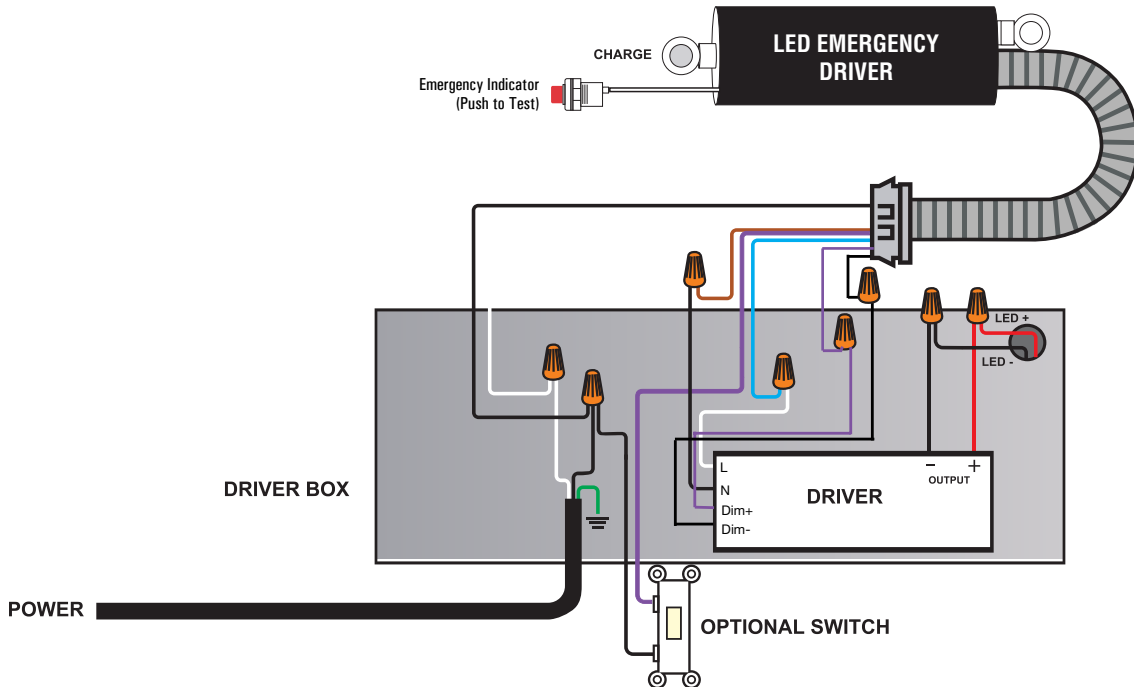 LED EMERGENCY
DRIVER
CHARGE
Emergency Indicator
(Push to Test)
LED +
LED -
DRIVER BOX
L
N
Dim+
Dim-
DRIVER
- +
OUTPUT
POWER
OPTIONAL SWITCH